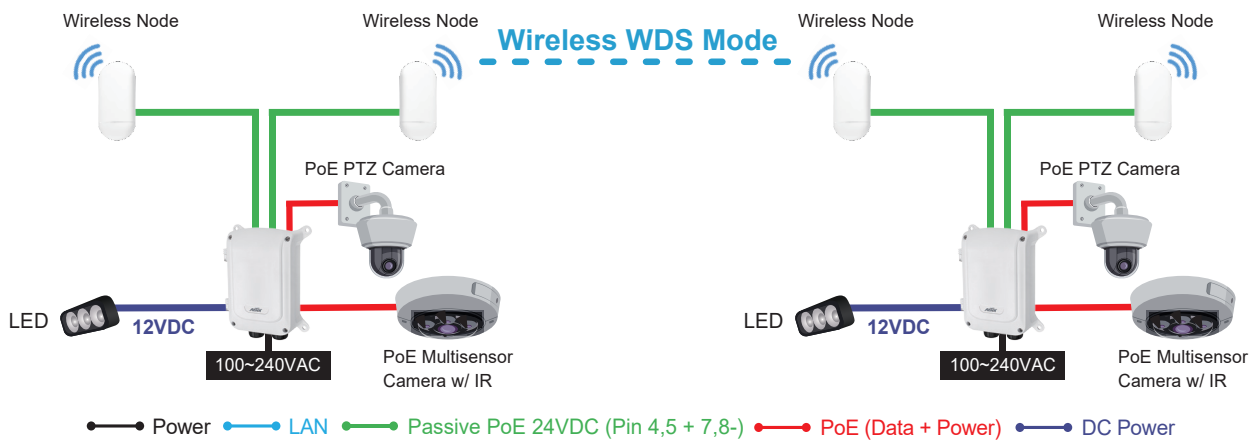 Wireless Node
Wireless Node
Wireless WDS Mode
Wireless Node
Wireless Node
PoE PTZ Camera
PoE PTZ Camera
LED
12VDC
LED
12VDC
100~240VAC
PoE Multisensor
Camera w/ IR
100~240VAC
PoE Multisensor
Camera w/ IR
Power
LAN
Passive PoE 24VDC (Pin 4,5 + 7,8-)
PoE (Data + Power)
DC Power